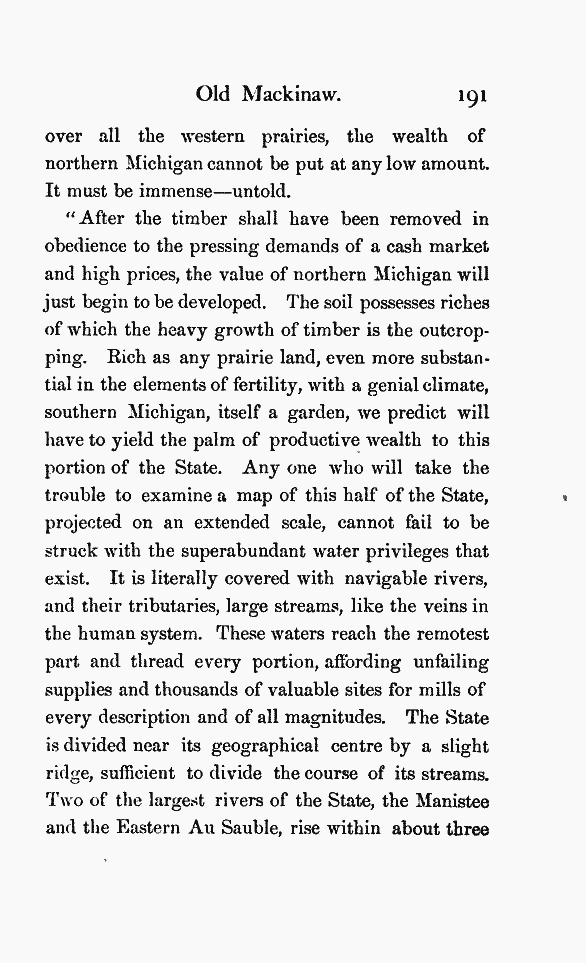 Old Mackinaw. 191
over all the western prairies, the wealth of
northern Michigan cannot be put at any low amount.
It must be immense—untold.
“After the timber shall have been removed in
obedience to the pressing demands of a cash market
and high prices, the value of northern Michigan will
just begin to be developed. The soil possesses riches
of which the heavy growth of timber is the outcrop-
ping. Rich as any prairie land, even more substan-
tial in the elements of fertility, with a genial climate,
southern Michigan, itself a garden, we predict will
have to yield the palm of productive wealth to this
portion of the State. Any one who will take the
trouble to examine a map of this half of the State,
projected on an extended scale, cannot fail to be
struck with the superabundant water privileges that
exist. It is literally covered with navigable rivers,
and their tributaries, large streams, like the veins in
the human system. These waters reach the remotest
part and thread every portion, affording unfailing
supplies and thousands of valuable sites for mills of
every description and of all magnitudes. The State
is divided near its geographical centre by a slight
ridge, sufficient to divide the course of its streams.
Two of the largest rivers of the State, the Manistee
and the Eastern Au Sauble, rise within about three